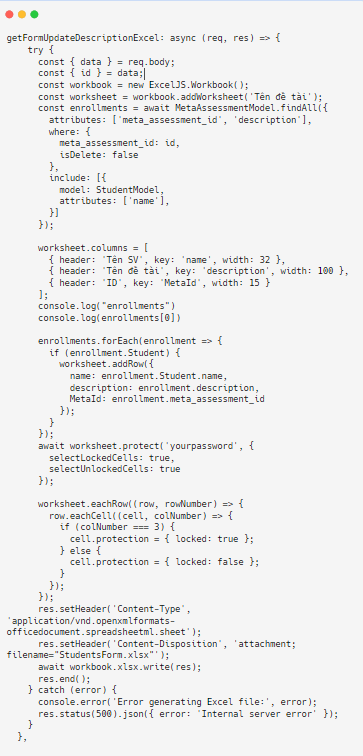 getFormUpdateDescriptionExcel: async (req, res) => {
    try {
      const { data } = req.body;
      const { id } = data;
      const workbook = new ExcelJS.Workbook();
      const worksheet = workbook.addWorksheet('Tên đề tài');
      const enrollments = await MetaAssessmentModel.findAll({
        attributes: ['meta_assessment_id', 'description'],
        where: {
          meta_assessment_id: id,
          isDelete: false
        },
        include: [{
          model: StudentModel,
          attributes: ['name'],
        }]
      });

      worksheet.columns = [
        { header: 'Tên SV', key: 'name', width: 32 },
        { header: 'Tên đề tài', key: 'description', width: 100 },
        { header: 'ID', key: 'MetaId', width: 15 }
      ];
      console.log("enrollments")
      console.log(enrollments[0])

      enrollments.forEach(enrollment => {
        if (enrollment.Student) {
          worksheet.addRow({
            name: enrollment.Student.name,
            description: enrollment.description,
            MetaId: enrollment.meta_assessment_id
          });
        }
      });
      await worksheet.protect('yourpassword', {
        selectLockedCells: true,
        selectUnlockedCells: true
      });

      worksheet.eachRow((row, rowNumber) => {
        row.eachCell((cell, colNumber) => {
          if (colNumber === 3) {
            cell.protection = { locked: true };
          } else {
            cell.protection = { locked: false };
          }
        });
      });
      res.setHeader('Content-Type',
'application/vnd.openxmlformats-
officedocument.spreadsheetml.sheet');
      res.setHeader('Content-Disposition', 'attachment;
filename="StudentsForm.xlsx"');
      await workbook.xlsx.write(res);
      res.end();
    } catch (error) {
      console.error('Error generating Excel file:', error);
      res.status(500).json({ error: 'Internal server error' });
    }
  },